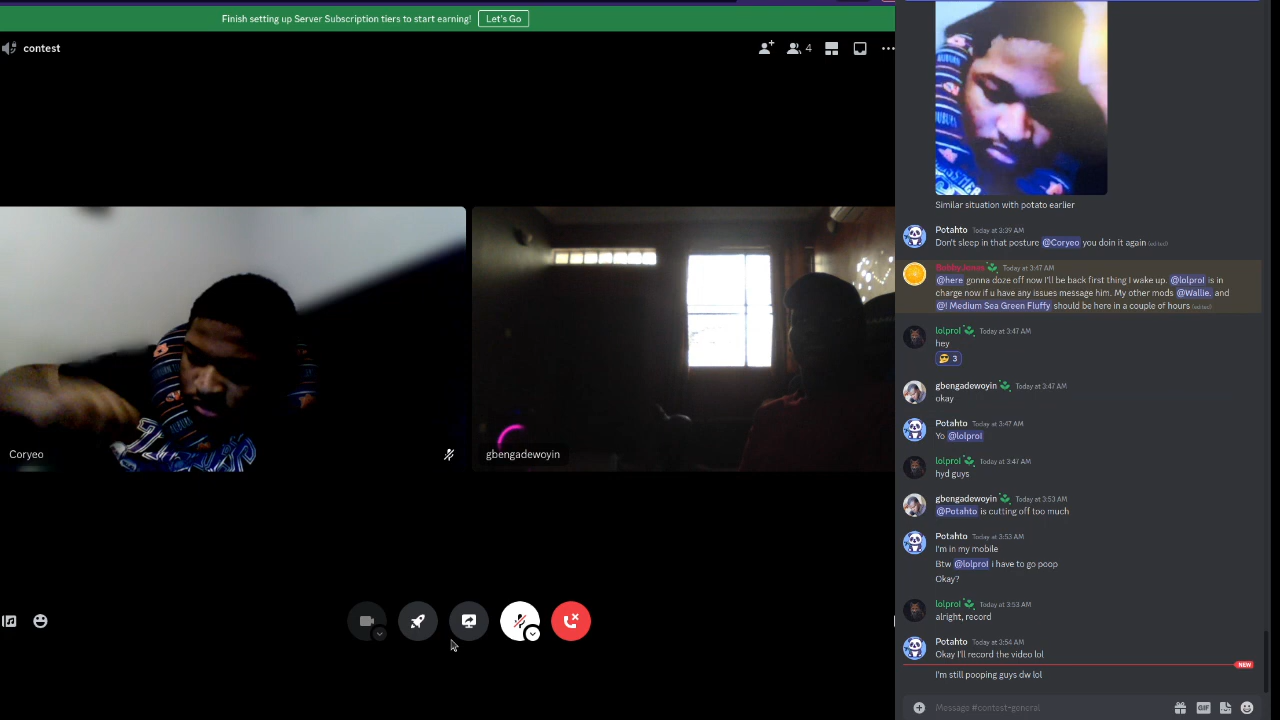 Finish setting up Server Subscription tiers to start earning!
Let's Go
contest
4
Coryeo
gbengadewoyin
Similar situation with potato earlier
Potahto Today at 3:39 AM
Don't sleep in that posture @Coryeo you doin it again (edited)
BobbyJones Today at 3:47 AM
@here gonna doze off now I'll be back first thing I wake up. @lolprol is in
charge now if u have any issues message him. My other mods @Wallie. and
@! Medium Sea Green Fluffy should be here in a couple of hours (edited)
lolprol Today at 3:47 AM
hey
3
gbengadewoyin Today at 3:47 AM
okay
Potahto Today at 3:47 AM
Yo @lolprol
lolprol Today at 3:47 AM
hyd guys
gbengadewoyin Today at 3:53 AM
@Potahto is cutting off too much
Potahto Today at 3:53 AM
I'm in my mobile
Btw @lolprol i have to go poop
Okay?
lolprol Today at 3:53 AM
alright, record
Potahto Today at 3:54 AM
Okay I'll record the video lol
NEW
I'm still pooping guys dw lol
Message #contest-general
GIF